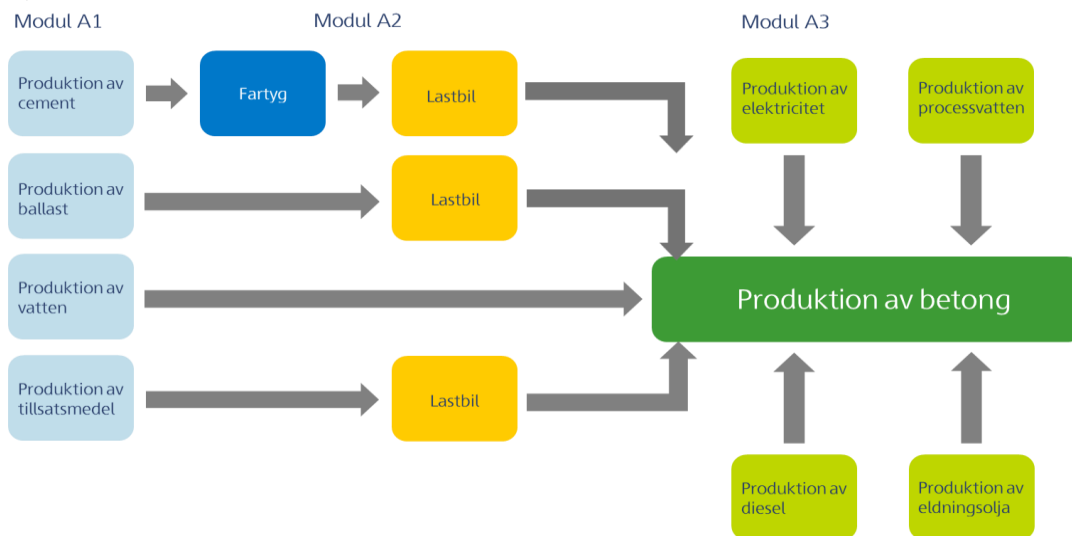 Modul A1
Modul A2
Modul A3
Produktion av
cement
Fartyg
Lastbil
Produktion av
elektricitet
Produktion av
processvatten
Produktion av
ballast
Lastbil
Produktion av
vatten
Produktion av betong
Produktion av
tillsatsmedel
Lastbil
Produktion av
diesel
Produktion av
eldningsolja